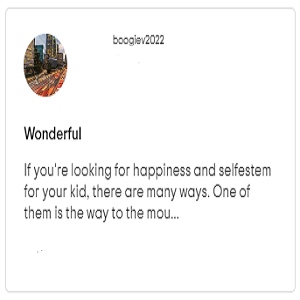 boogiev2022
Wonderful
If you're looking for happiness and selfestem
for your kid, there are many ways. One of
them is the way to the mou...